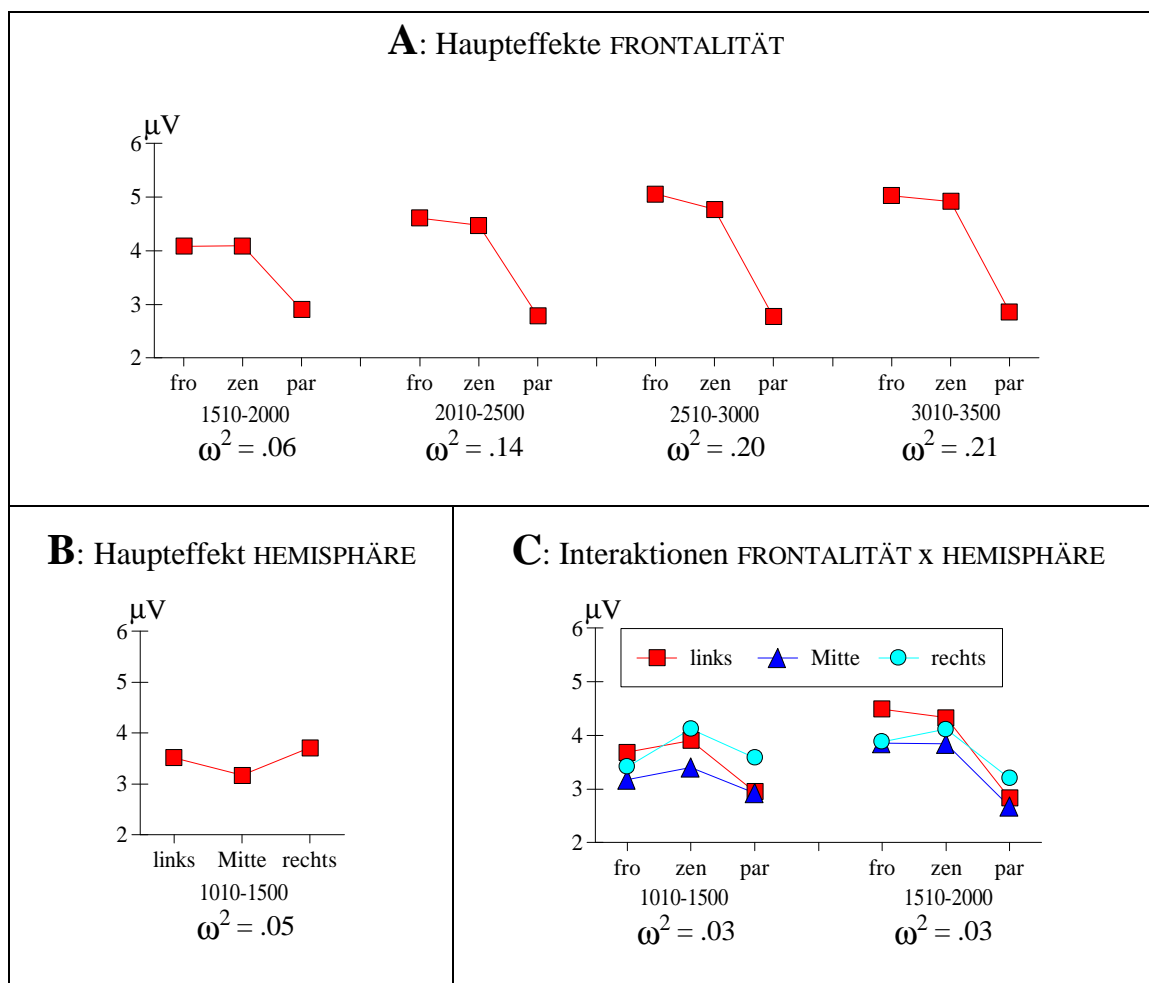 A: Haupteffekte FRONTALITÄT
µV
6
5
4
3
2
fro zen par fro zen par fro zen par fro zen par
1510-2000 2010-2500 2510-3000 3010-3500
ω² = .06 ω² = .14 ω² = .20 ω² = .21
B: Haupteffekt HEMISPHÄRE
µV
6
5
4
3
2
links Mitte rechts
1010-1500
ω² = .05
C: Interaktionen FRONTALITÄT x HEMISPHÄRE
µV
6
links Mitte rechts
5
4
3
2
fro zen par fro zen par
1010-1500 1510-2000
ω² = .03 ω² = .03